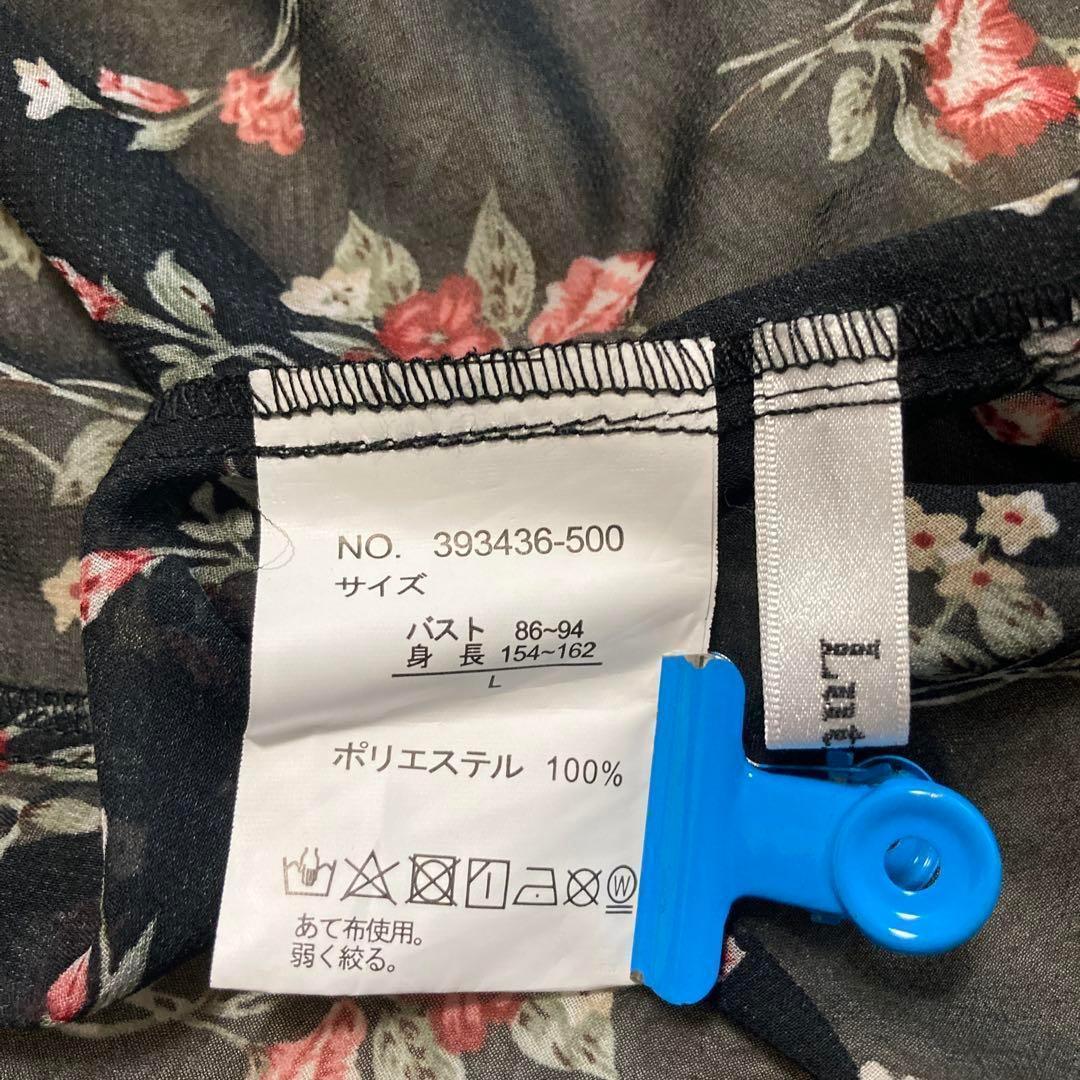 NO. 393436-500
サイズ
バスト 86~94
身 長 154~162
L
ポリエステル 100%
W
あて布使用。
弱く絞る。